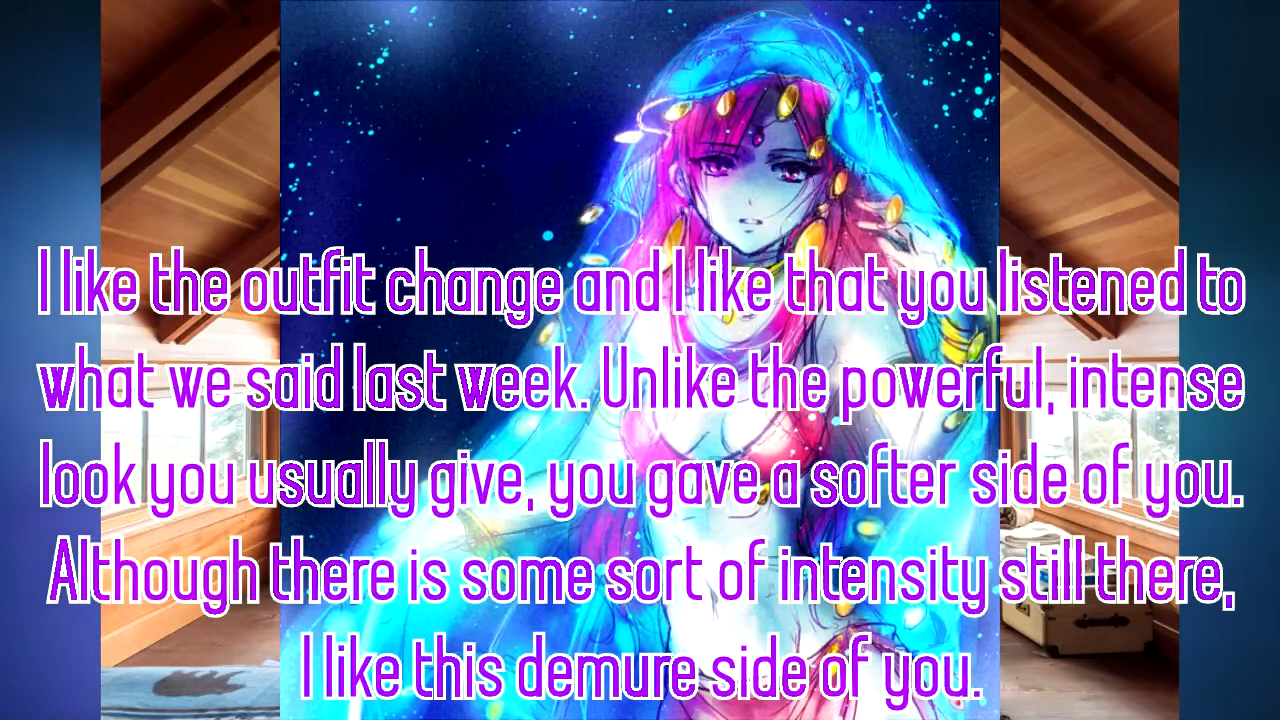 I like the outfit change and I like that you listened to
what we said last week. Unlike the powerful, intense
look you usually give, you gave a softer side of you.
Although there is some sort of intensity still there,
I like this demure side of you.